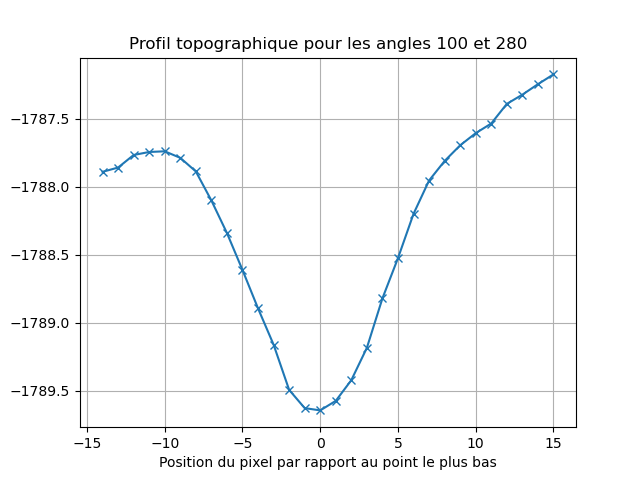 Profil topographique pour les angles 100 et 280
−1787.5
−1788.0
−1788.5
−1789.0
−1789.5
−15 −10 −5 0 5 10 15
Position du pixel par rapport au point le plus bas